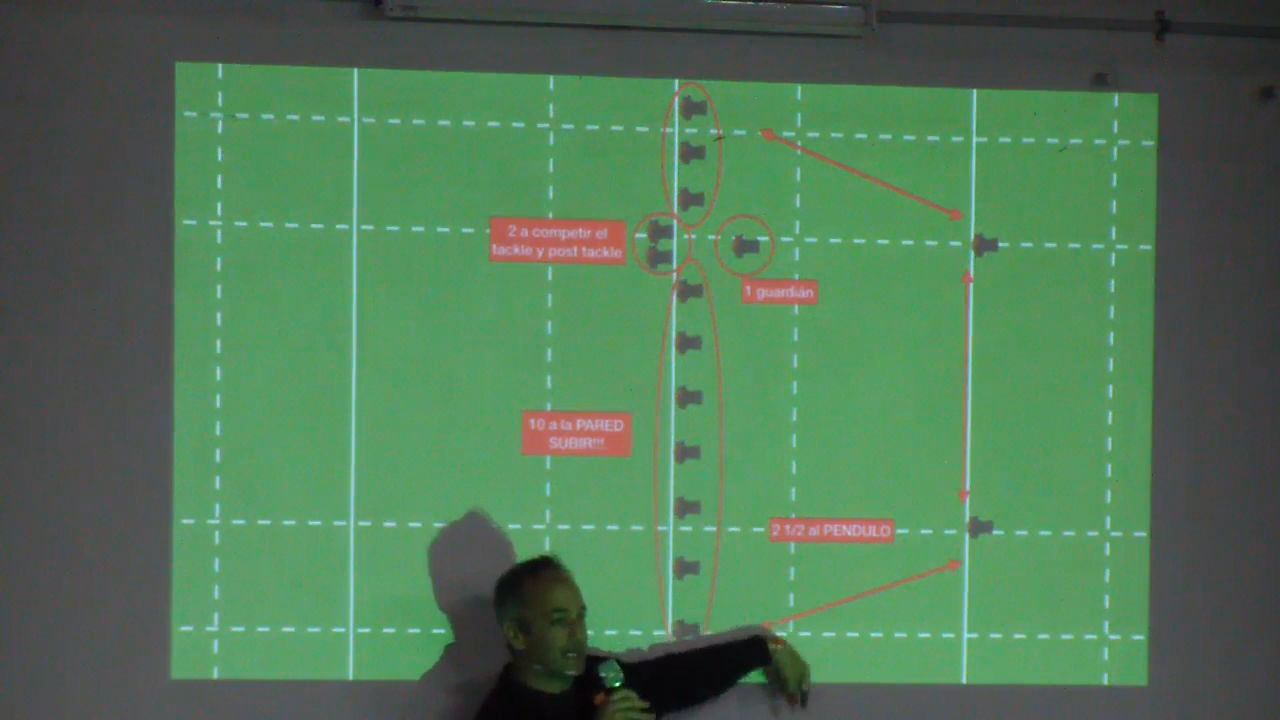 2 a competir el
tackle y post tackle
1 guardián
10 a la PARED
SUBIR!!!
2 1/2 al PENDULO